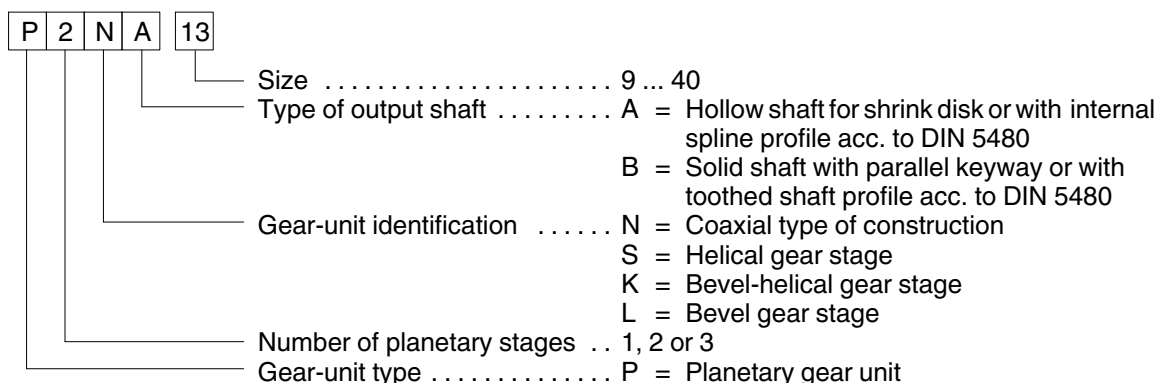 P 2 N A 13
Size . . . . . . . . . . . . . . . . . . . . . . 9 ... 40
Type of output shaft . . . . . . . . . A = Hollow shaft for shrink disk or with internal
spline profile acc. to DIN 5480
B = Solid shaft with parallel keyway or with
toothed shaft profile acc. to DIN 5480
Gear-unit identification . . . . . . N = Coaxial type of construction
S = Helical gear stage
K = Bevel-helical gear stage
L = Bevel gear stage
Number of planetary stages . . 1, 2 or 3
Gear-unit type . . . . . . . . . . . . . . P = Planetary gear unit